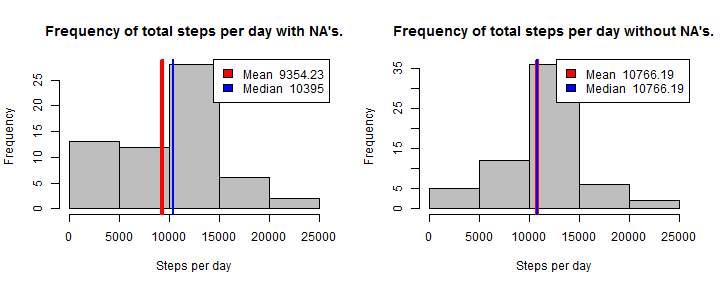 Frequency of total steps per day with NA's.
Mean 9354.23
Median 10395
Frequency
0
5
10
15
20
25
0
5000
10000
15000
20000
25000
Steps per day
Frequency of total steps per day without NA's.
Mean 10766.19
Median 10766.19
Frequency
0
5
15
25
35
0
5000
10000
15000
20000
25000
Steps per day